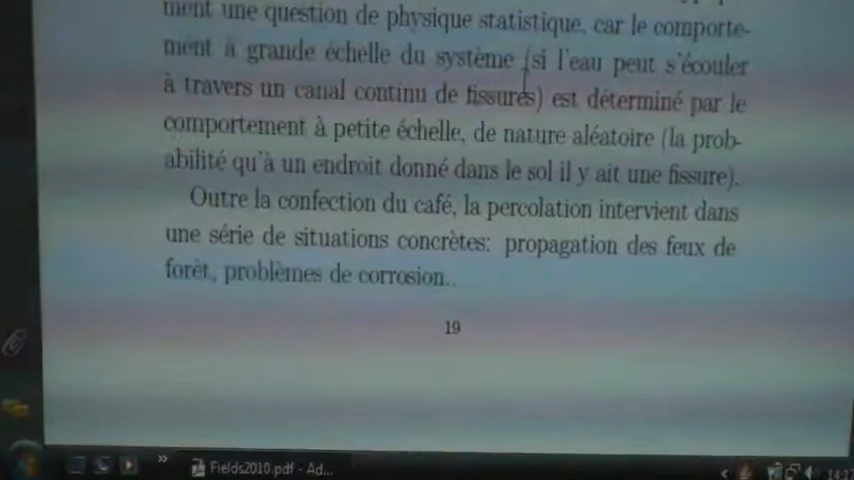 ment une question de physique statistique, car le comporte-
ment à grande échelle du système (si l'eau peut s'écouler
à travers un canal continu de fissures) est déterminé par le
comportement à petite échelle, de nature aléatoire (la prob-
abilité qu'à un endroit donné dans le sol il y ait une fissure).
Outre la confection du café, la percolation intervient dans
une série de situations concrètes: propagation des feux de
forêt, problèmes de corrosion..
19
Fields2010.pdf - Ad...